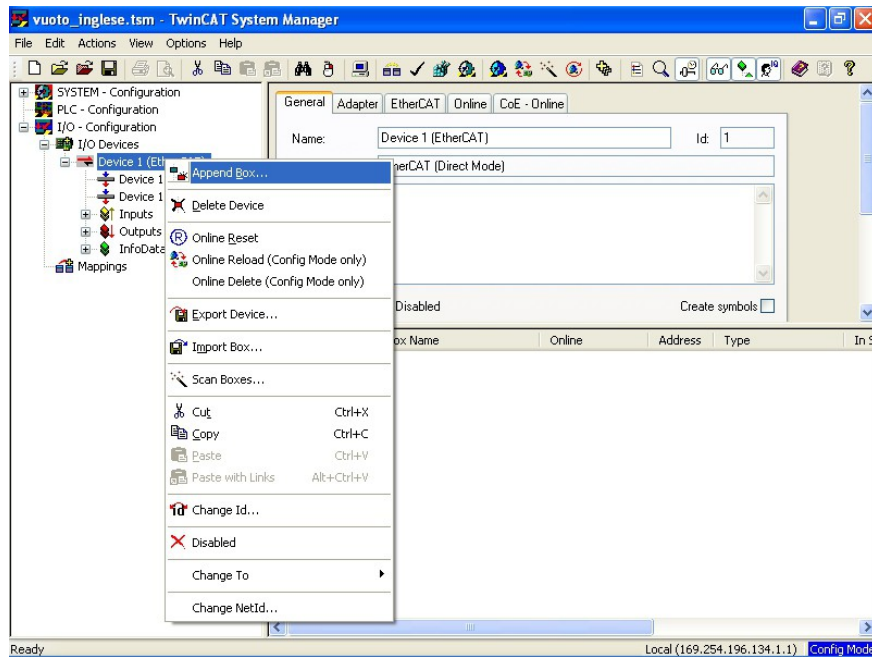 vuoto_inglese.tsm - TwinCAT System Manager
File Edit Actions View Options Help
SYSTEM - Configuration
PLC - Configuration
I/O - Configuration
I/O Devices
Device 1 (EtherCAT)
Device 1
Device 1
Inputs
Outputs
InfoData
Mappings
General Adapter EtherCAT Online CoE - Online
Name: Device 1 (EtherCAT) Id: 1
herCAT (Direct Mode)
Disabled Create symbols
ox Name Online Address Type In S
Append Box...
Delete Device
Online Reset
Online Reload (Config Mode only)
Online Delete (Config Mode only)
Export Device...
Import Box...
Scan Boxes...
Cut Ctrl+X
Copy Ctrl+C
Paste Ctrl+V
Paste with Links Alt+Ctrl+V
Change Id...
Disabled
Change To
Change NetId...
Ready Local (169.254.196.134.1.1) Config Mode